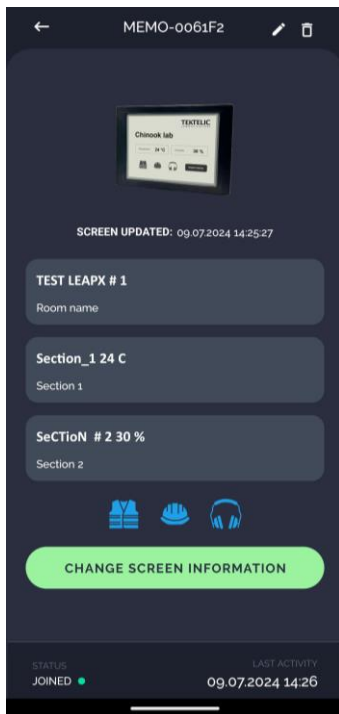 MEMO-0061F2
TEKTELIC
Chinook lab
24 °C
30 %
SCREEN UPDATED: 09.07.2024 14:25:27
TEST LEAPX # 1
Room name
Section_1 24 C
Section 1
SeCTioN # 2 30 %
Section 2
CHANGE SCREEN INFORMATION
STATUS
LAST ACTIVITY
JOINED
09.07.2024 14:26